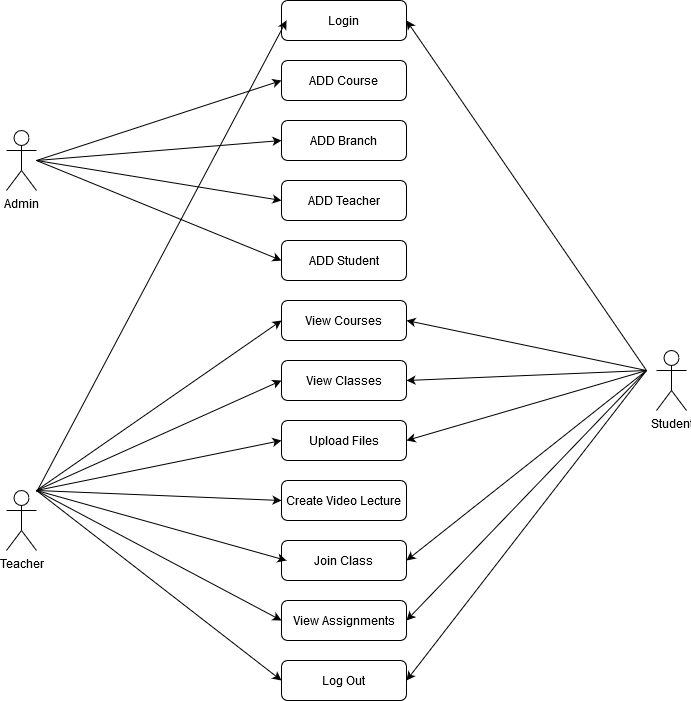 Login
ADD Course
ADD Branch
Admin
ADD Teacher
ADD Student
View Courses
View Classes
Student
Upload Files
Create Video Lecture
Teacher
Join Class
View Assignments
Log Out